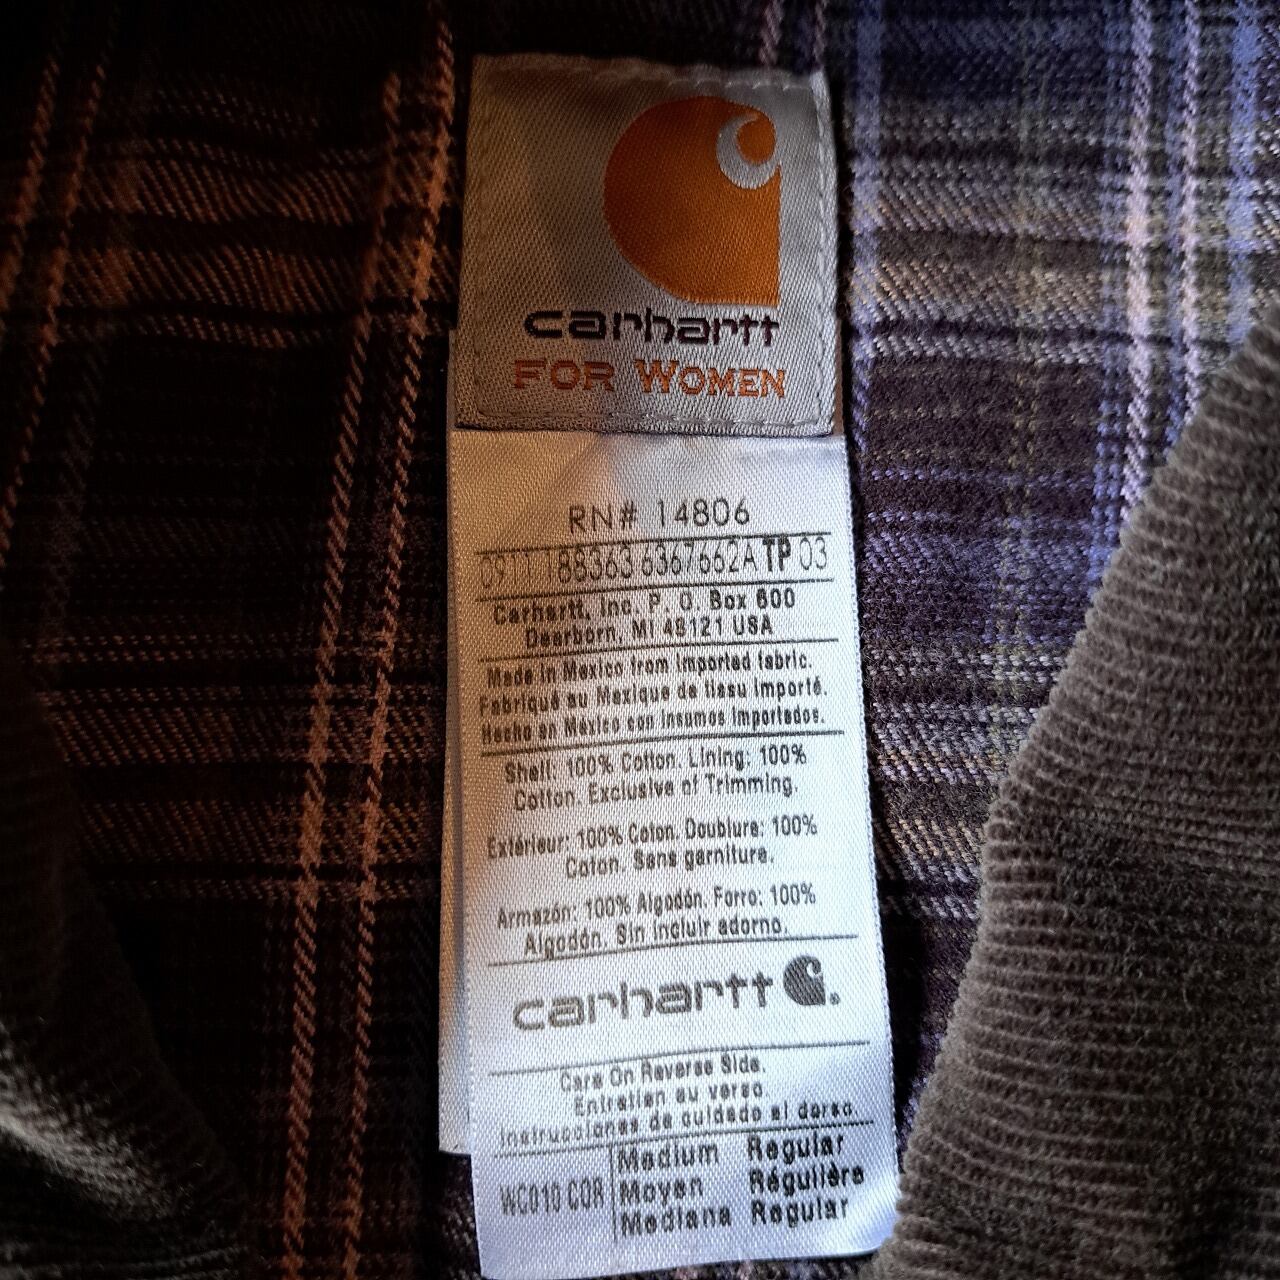 carhartt
FOR WOMEN
RN# 14806
09111 188363 6367662A TP 03
Carhartt, Inc. P. O. Box 600
Dearborn, MI 48121 USA
Made in Mexico from imported fabric.
Fabriqué au Mexique de tissu importé.
Hecho en México con insumos importados.
Shell: 100% Cotton. Lining: 100%
Cotton. Exclusive of Trimming.
Extérieur: 100% Coton. Doublure: 100%
Coton. Sans garniture.
Armazón: 100% Algodón. Forro: 100%
Algodón. Sin incluir adorno.
carhartt
Care On Reverse Side.
Entretien au verso.
Instrucciones de cuidado al dorso.
Medium Regular
WC010 COR Moyen Régulière
Mediana Regular